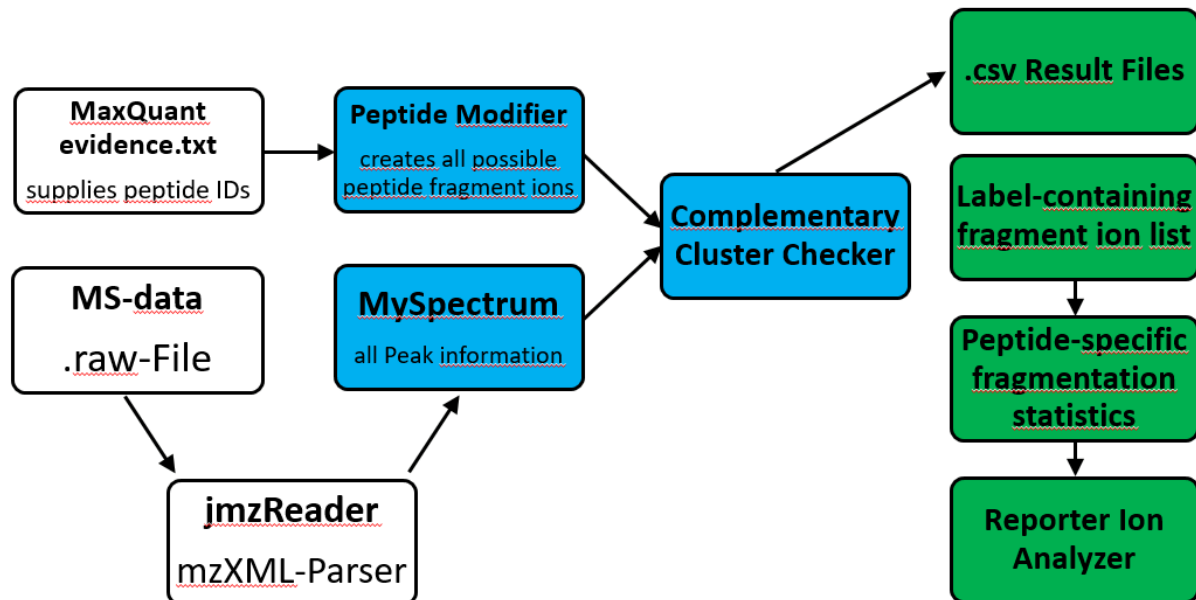 MaxQuant
evidence.txt
supplies peptide IDs
Peptide Modifier
creates all possible
peptide fragment ions
MS-data
.raw-File
MySpectrum
all Peak information
jmzReader
mzXML-Parser
Complementary
Cluster Checker
.csv Result Files
Label-containing
fragment ion list
Peptide-specific
fragmentation
statistics
Reporter Ion
Analyzer